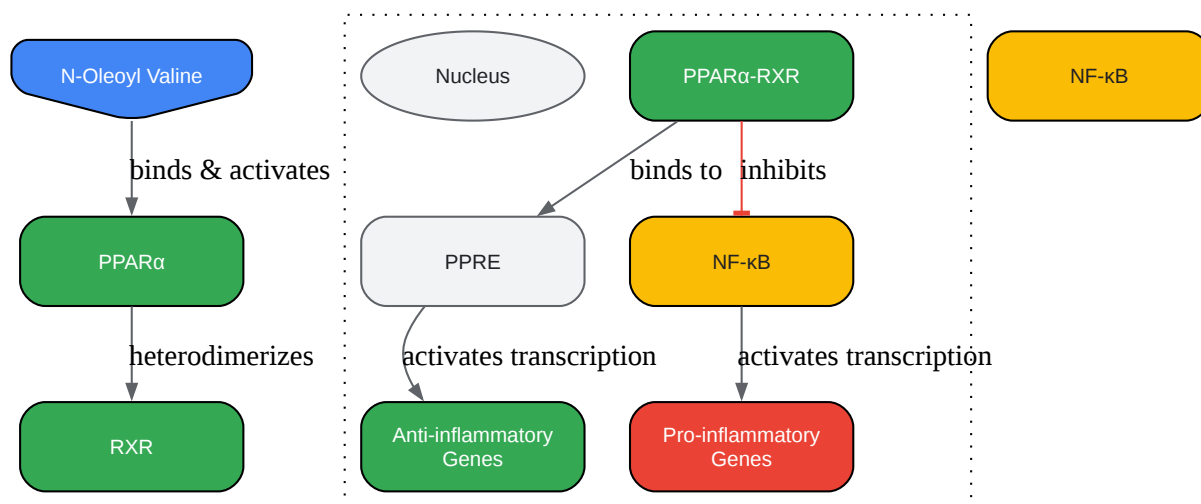 N-Oleoyl Valine
Nucleus
PPARα-RXR
NF-κB
binds & activates
binds to
inhibits
PPARα
PPRE
NF-κB
heterodimerizes
activates transcription
activates transcription
RXR
Anti-inflammatory
Genes
Pro-inflammatory
Genes